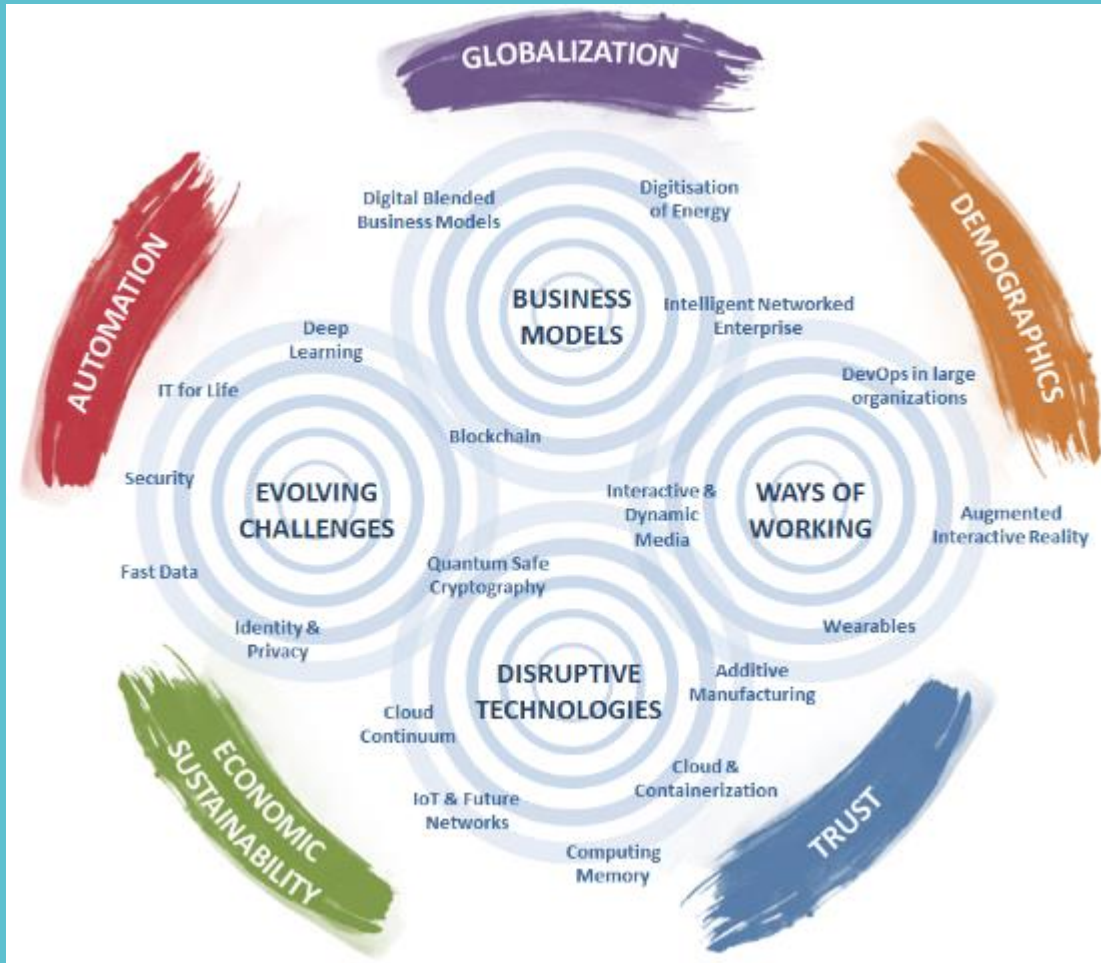 GLOBALIZATION
AUTOMATION
DEMOGRAPHICS
Digital Blended
Business Models
Digitisation
of Energy
BUSINESS
MODELS
Intelligent Networked
Enterprise
Deep
Learning
IT for Life
DevOps in large
organizations
Blockchain
Security
EVOLVING
CHALLENGES
Interactive &
Dynamic
Media
WAYS OF
WORKING
Augmented
Interactive Reality
Fast Data
Quantum Safe
Cryptography
Identity &
Privacy
Wearables
DISRUPTIVE
TECHNOLOGIES
Additive
Manufacturing
Cloud
Continuum
Cloud &
Containerization
IoT & Future
Networks
Computing
Memory
ECONOMIC
SUSTAINABILITY
TRUST